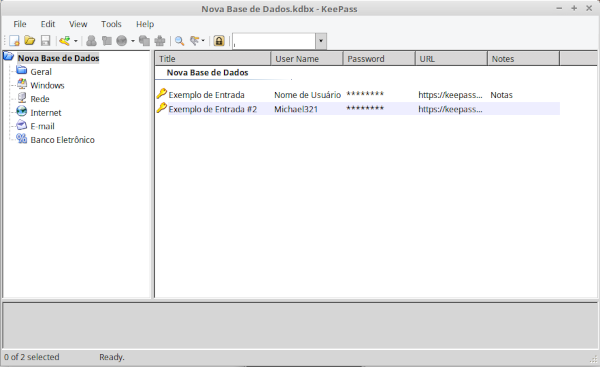 Nova Base de Dados.kdbx - KeePass
File Edit View Tools Help
Nova Base de Dados
Geral
Windows
Rede
Internet
E-mail
Banco Eletrônico
Title User Name Password URL Notes
Nova Base de Dados
Exemplo de Entrada Nome de Usuário ******** https://keepass... Notas
Exemplo de Entrada #2 Michael321 ******** https://keepass...
0 of 2 selected Ready.